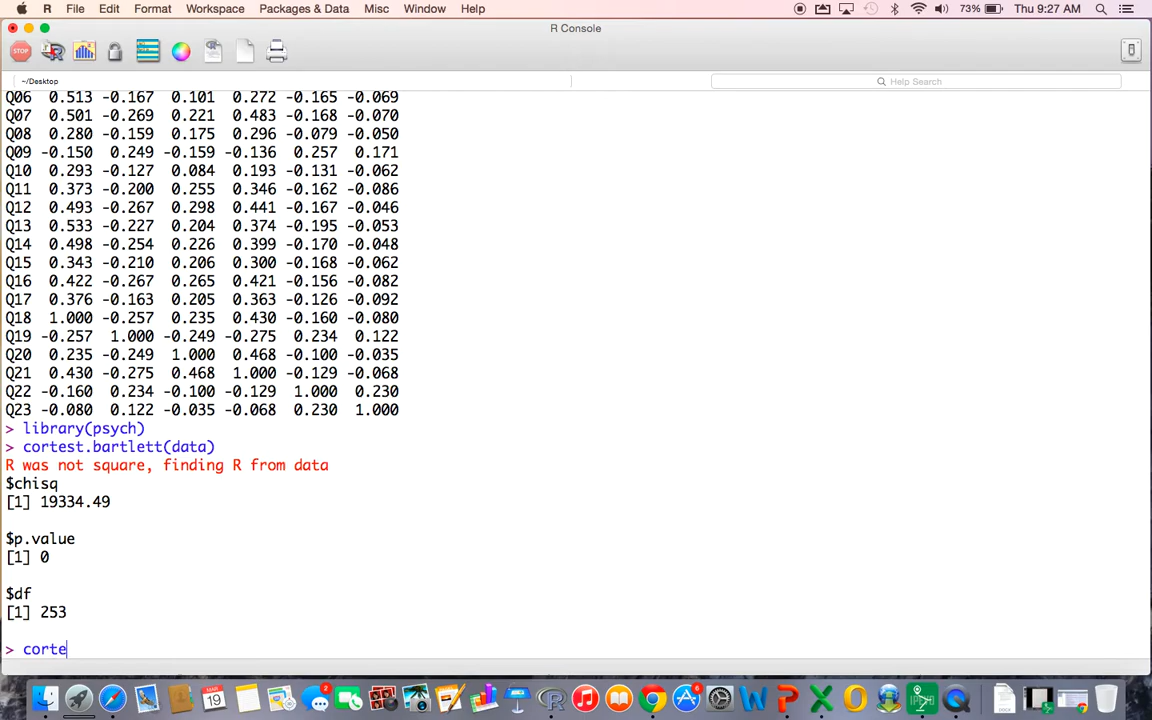 R File Edit Format Workspace Packages & Data Misc Window Help 73% Thu 9:27 AM
R Console
STOP
~/Desktop Help Search
Q06 0.513 -0.167 0.101 0.272 -0.165 -0.069
Q07 0.501 -0.269 0.221 0.483 -0.168 -0.070
Q08 0.280 -0.159 0.175 0.296 -0.079 -0.050
Q09 -0.150 0.249 -0.159 -0.136 0.257 0.171
Q10 0.293 -0.127 0.084 0.193 -0.131 -0.062
Q11 0.373 -0.200 0.255 0.346 -0.162 -0.086
Q12 0.493 -0.267 0.298 0.441 -0.167 -0.046
Q13 0.533 -0.227 0.204 0.374 -0.195 -0.053
Q14 0.498 -0.254 0.226 0.399 -0.170 -0.048
Q15 0.343 -0.210 0.206 0.300 -0.168 -0.062
Q16 0.422 -0.267 0.265 0.421 -0.156 -0.082
Q17 0.376 -0.163 0.205 0.363 -0.126 -0.092
Q18 1.000 -0.257 0.235 0.430 -0.160 -0.080
Q19 -0.257 1.000 -0.249 -0.275 0.234 0.122
Q20 0.235 -0.249 1.000 0.468 -0.100 -0.035
Q21 0.430 -0.275 0.468 1.000 -0.129 -0.068
Q22 -0.160 0.234 -0.100 -0.129 1.000 0.230
Q23 -0.080 0.122 -0.035 -0.068 0.230 1.000
> library(psych)
> cortest.bartlett(data)
R was not square, finding R from data
$chisq
[1] 19334.49
$p.value
[1] 0
$df
[1] 253
> corte